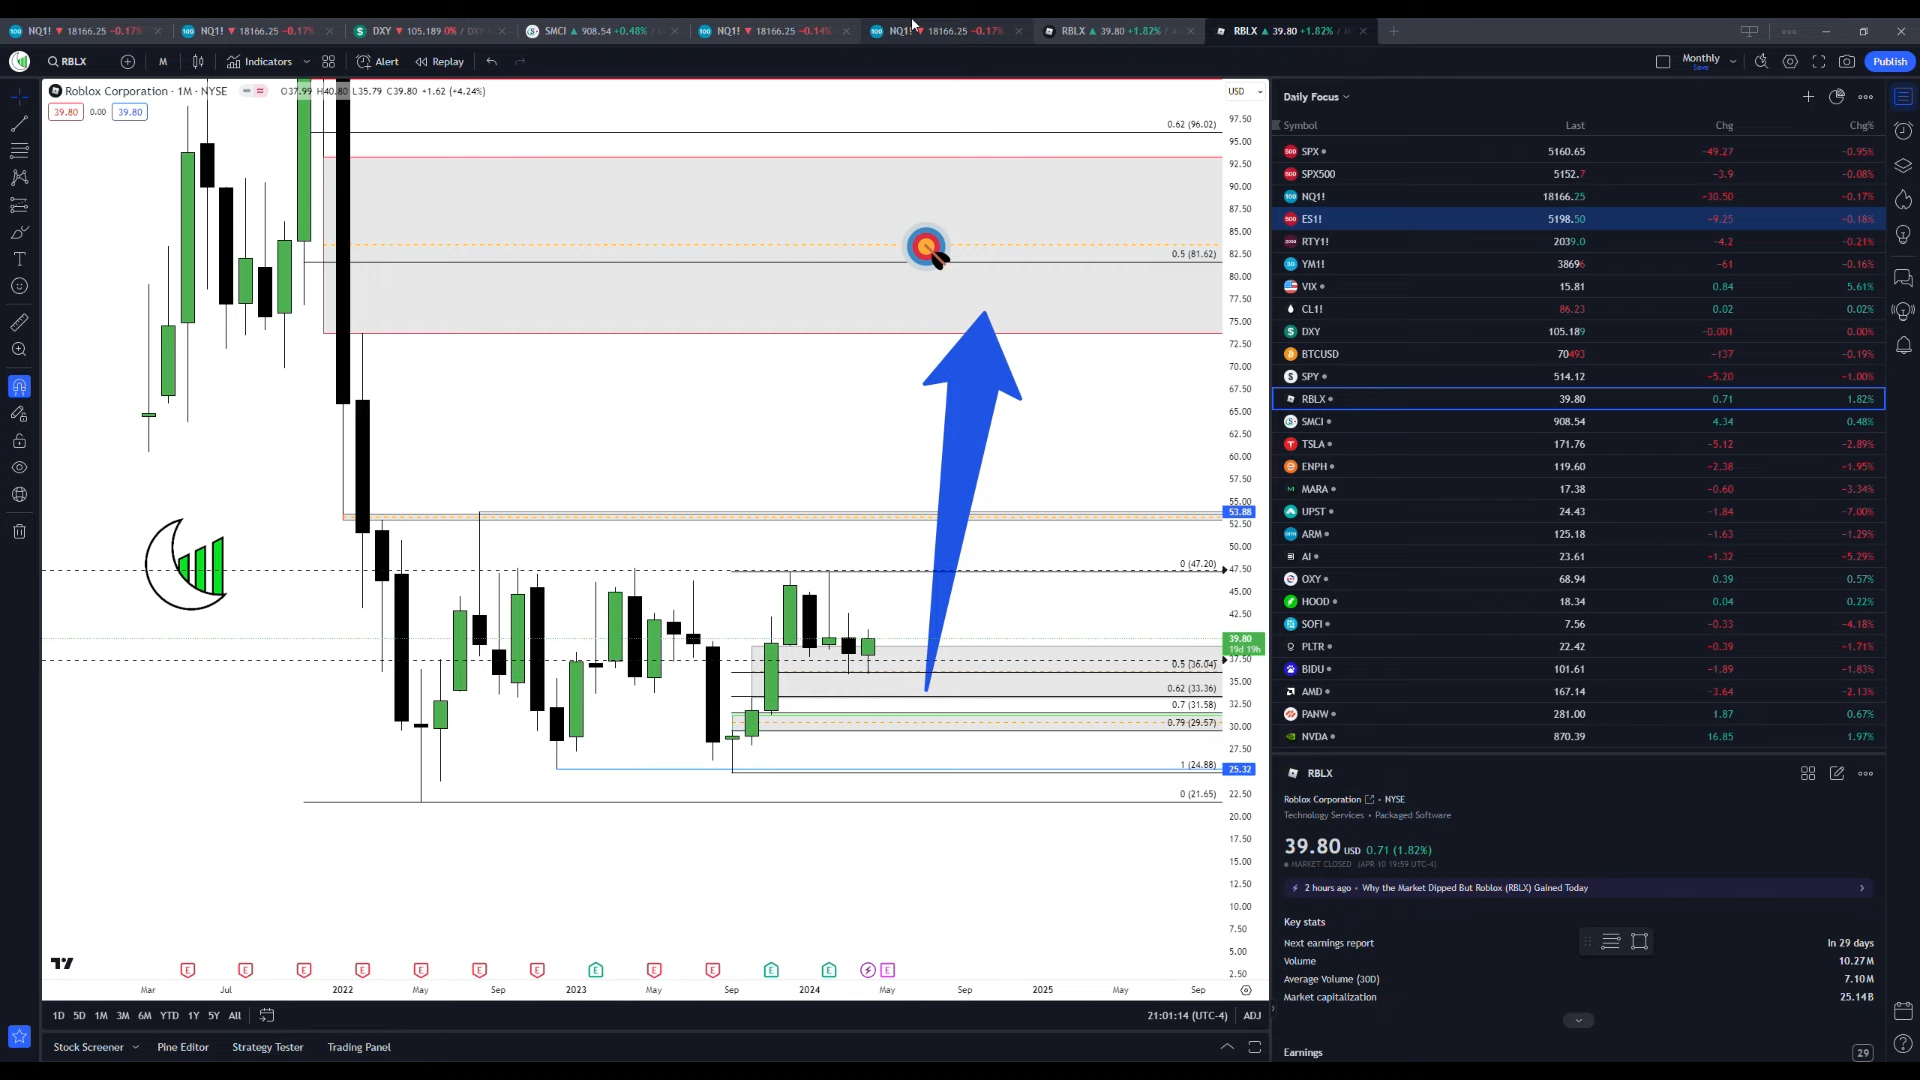 NQ1! ▼ 18166.25 −0.17%
NQ1! ▼ 18166.25 −0.17%
DXY ▼ 105.189 0% / DXY
SMCI ▲ 908.54 +0.48% /
NQ1! ▼ 18166.25 −0.14%
NQ1! ▼ 18166.25 −0.17%
RBLX ▲ 39.80 +1.82% /
RBLX ▲ 39.80 +1.82% /
RBLX
M
Indicators
Alert
Replay
Monthly
Save
Publish
Roblox Corporation · 1M · NYSE
O37.99 H40.80 L35.79 C39.80 +1.62 (+4.24%)
USD
39.80 0.00 39.80
0.62 (96.02)
0.5 (81.62)
0 (47.20)
0.5 (36.04)
0.62 (33.36)
0.7 (31.58)
0.79 (29.57)
1 (24.88)
0 (21.65)
97.50
95.00
92.50
90.00
87.50
85.00
82.50
80.00
77.50
75.00
72.50
70.00
67.50
65.00
62.50
60.00
57.50
55.00
53.88
52.50
50.00
47.50
45.00
42.50
39.80
19d 19h
37.50
35.00
32.50
30.00
27.50
25.32
22.50
20.00
17.50
15.00
12.50
10.00
7.50
5.00
2.50
E E E E E E E E E E E E E
Mar Jul 2022 May Sep 2023 May Sep 2024 May Sep 2025 May Sep
1D 5D 1M 3M 6M YTD 1Y 5Y All
21:01:14 (UTC-4) ADJ
Stock Screener Pine Editor Strategy Tester Trading Panel
Daily Focus
Symbol Last Chg Chg%
SPX 5160.65 −49.27 −0.95%
SPX500 5152.7 −3.9 −0.08%
NQ1! 18166.25 −30.50 −0.17%
ES1! 5198.50 −9.25 −0.18%
RTY1! 2039.0 −4.2 −0.21%
YM1! 38696 −61 −0.16%
VIX 15.81 0.84 5.61%
CL1! 86.23 0.02 0.02%
DXY 105.189 −0.001 0.00%
BTCUSD 70493 −137 −0.19%
SPY 514.12 −5.20 −1.00%
RBLX 39.80 0.71 1.82%
SMCI 908.54 4.34 0.48%
TSLA 171.76 −5.12 −2.89%
ENPH 119.60 −2.38 −1.95%
MARA 17.38 −0.60 −3.34%
UPST 24.43 −1.84 −7.00%
ARM 125.18 −1.63 −1.29%
AI 23.61 −1.32 −5.29%
OXY 68.94 0.39 0.57%
HOOD 18.34 0.04 0.22%
SOFI 7.56 −0.33 −4.18%
PLTR 22.42 −0.39 −1.71%
BIDU 101.61 −1.89 −1.83%
AMD 167.14 −3.64 −2.13%
PANW 281.00 1.87 0.67%
NVDA 870.39 16.85 1.97%
RBLX
Roblox Corporation • NYSE
Technology Services • Packaged Software
39.80 USD 0.71 (1.82%)
MARKET CLOSED (APR 10 19:59 UTC-4)
2 hours ago • Why the Market Dipped But Roblox (RBLX) Gained Today
Key stats
Next earnings report In 29 days
Volume 10.27M
Average Volume (30D) 7.10M
Market capitalization 25.14B
Earnings 29